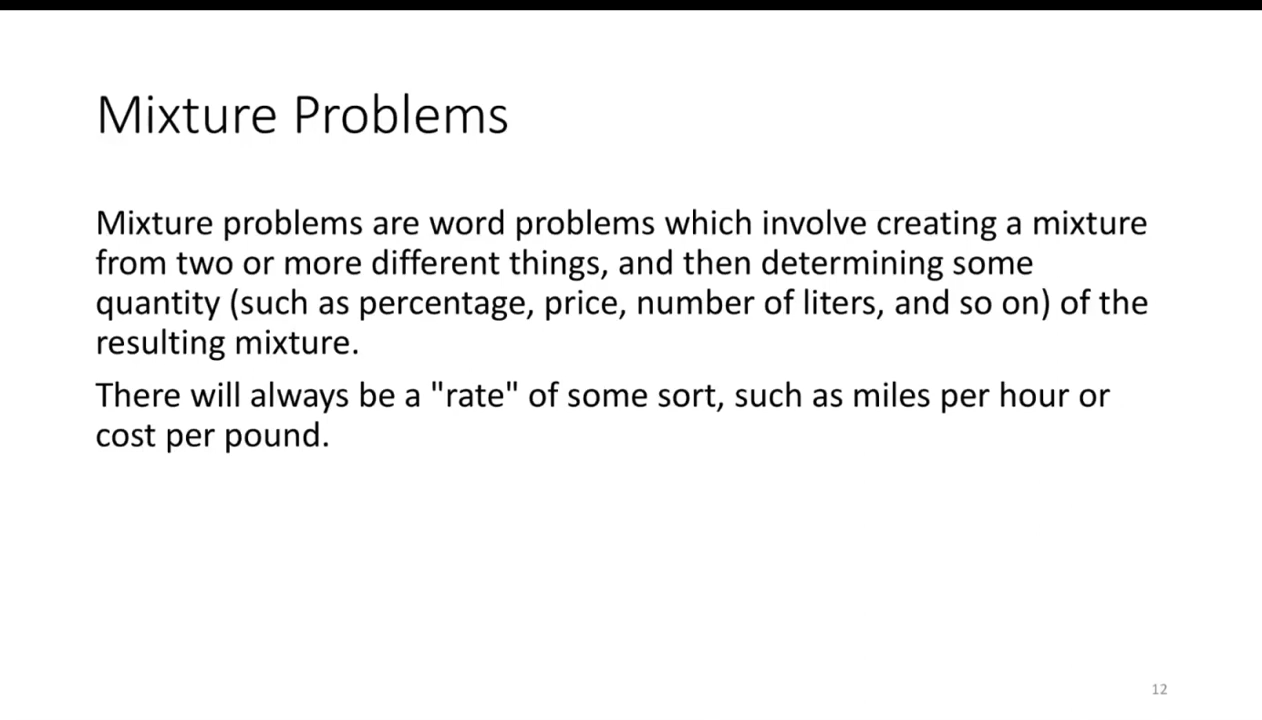 Mixture Problems
Mixture problems are word problems which involve creating a mixture
from two or more different things, and then determining some
quantity (such as percentage, price, number of liters, and so on) of the
resulting mixture.
There will always be a "rate" of some sort, such as miles per hour or
cost per pound.
12